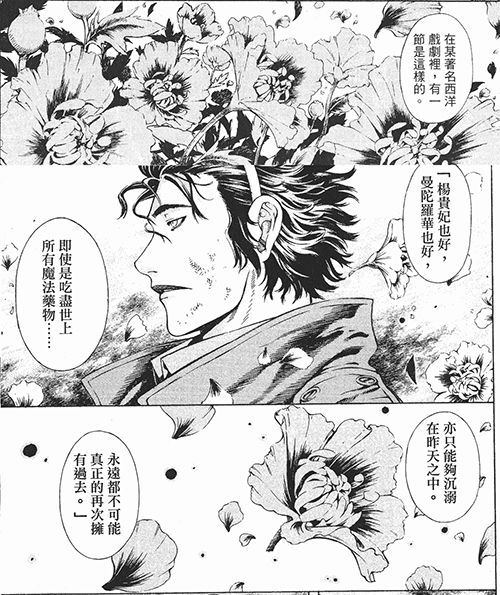 在某著名西洋
戲劇裡，有一
節是這樣的。
「楊貴妃也好，
曼陀羅華也好，
即使是吃盡世上
所有魔法藥物……
亦只能夠沉溺
在昨天之中。
永遠都不可能
真正的再次擁
有過去。」